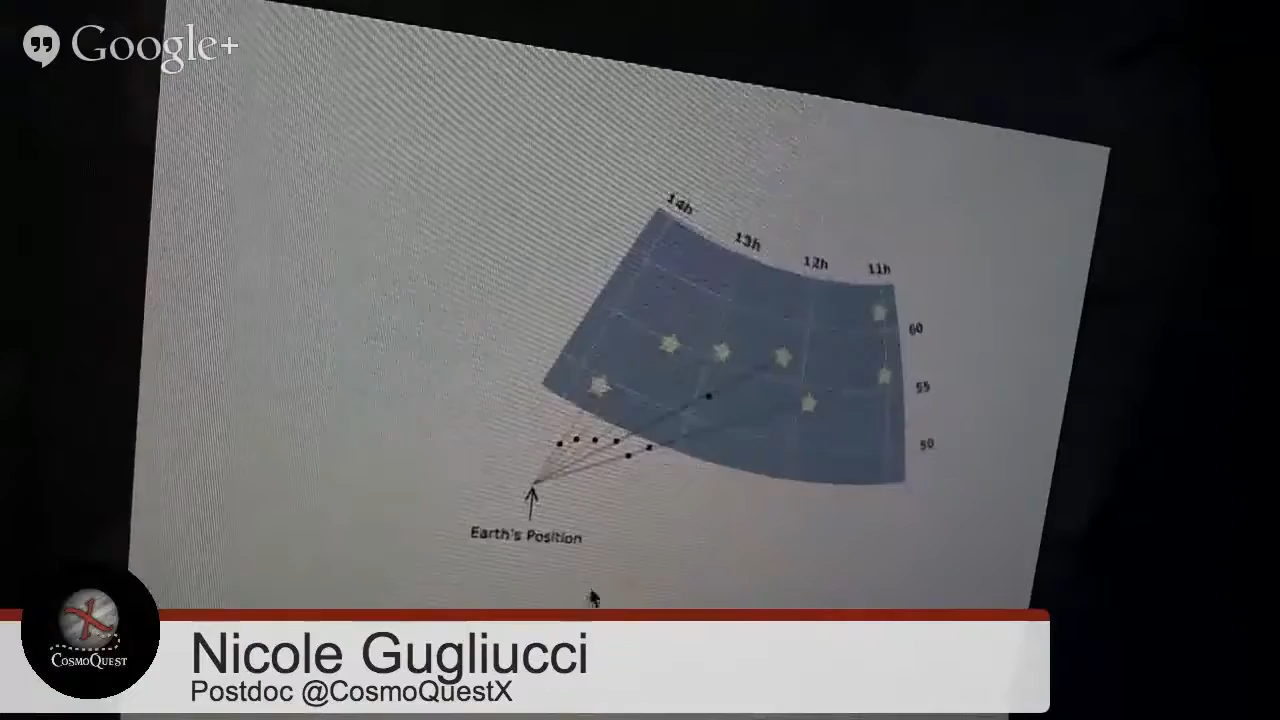 Google+
14h
13h
12h
11h
60
55
50
Earth's Position
COSMOQUEST
Nicole Gugliucci
Postdoc @CosmoQuestX